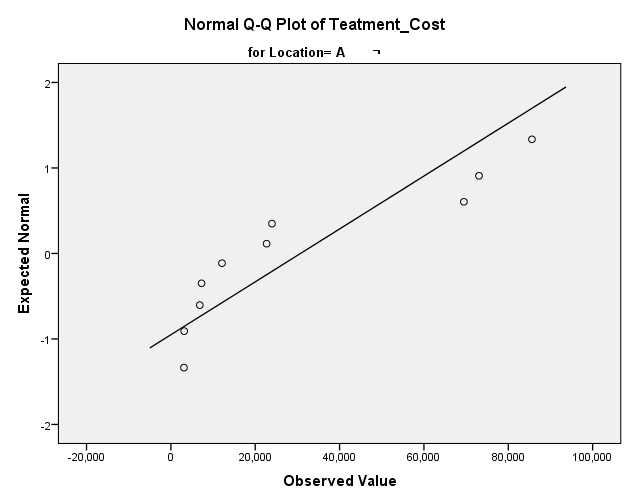 Normal Q-Q Plot of Teatment_Cost
for Location= A ¬
2
1
0
-1
-2
Expected Normal
-20,000 0 20,000 40,000 60,000 80,000 100,000
Observed Value